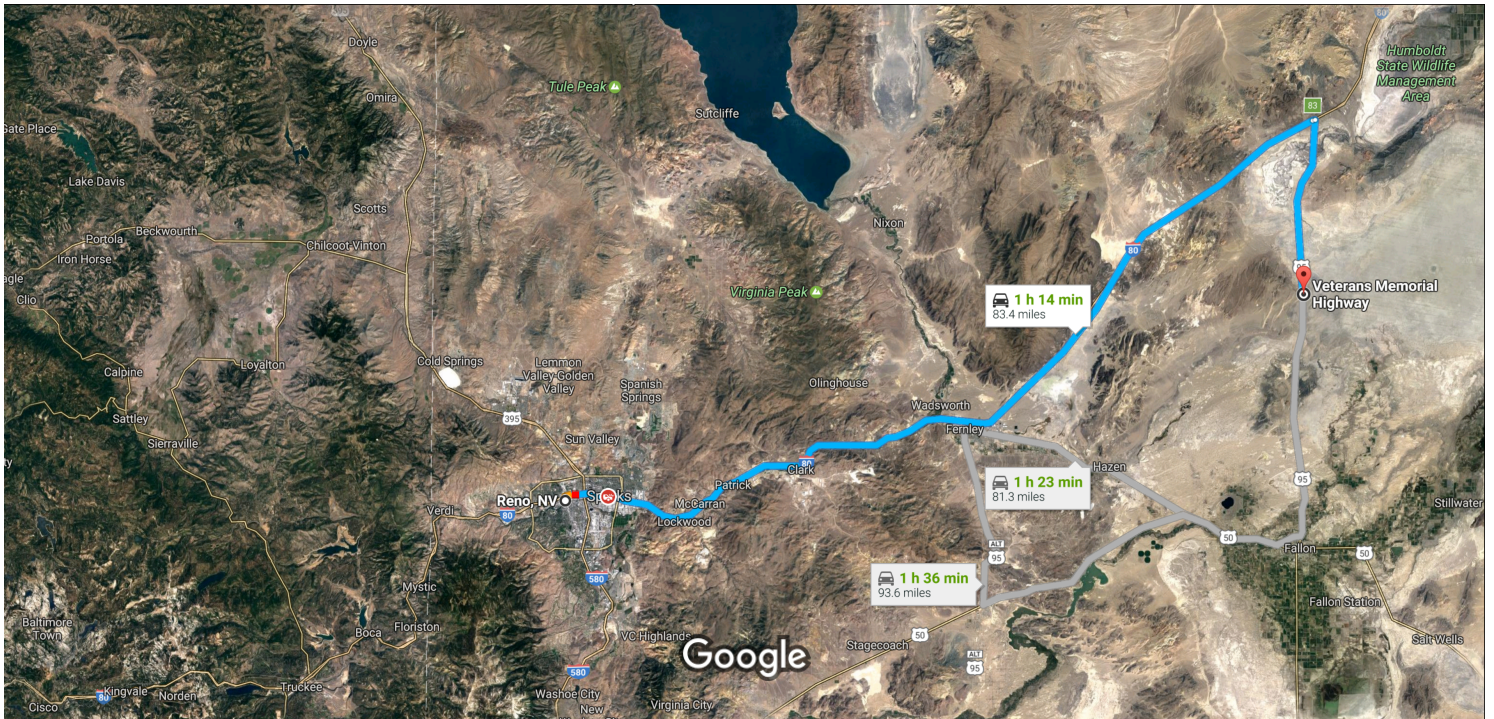 Doyle
Humboldt
State Wildlife
Management
Area
80
Tule Peak
Omira
83
Sutcliffe
Gate Place
Lake Davis
Scotts
Nixon
Beckwourth
Portola
Chilcoot-Vinton
80
Iron Horse
95
Veterans Memorial
Highway
Virginia Peak
1 h 14 min
83.4 miles
Clio
Cold Springs
Lemmon
Valley-Golden
Valley
Loyalton
Calpine
Spanish
Springs
Olinghouse
Wadsworth
395
Sattley
Fernley
Sun Valley
Sierraville
Hazen
80
Clark
1 h 23 min
81.3 miles
95
Patrick
Reno, NV
Sparks
McCarran
Stillwater
Verdi
80
Lockwood
50
Fallon
50
ALT
95
580
1 h 36 min
93.6 miles
Mystic
Fallon Station
Baltimore
Town
Floriston
Boca
VC Highlands
50
Salt Wells
Google
Stagecoach
ALT
95
580
Truckee
80
Kingvale
Norden
Washoe City
Cisco
New
Virginia City